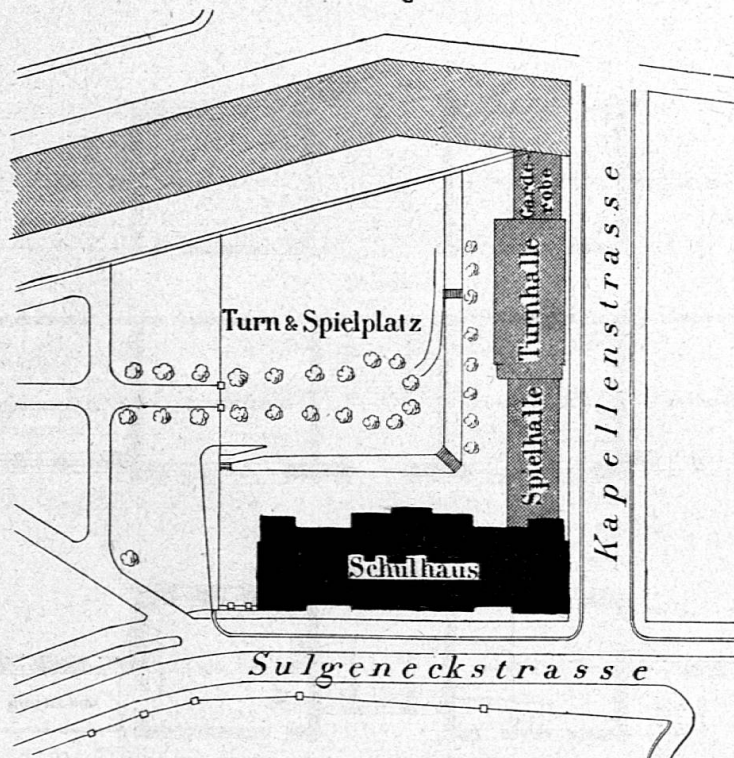 Garde-
robe
Turnhalle
Turn & Spielplatz
Spielhalle
Kapellenstrasse
Schulhaus
Sulgeneckstrasse